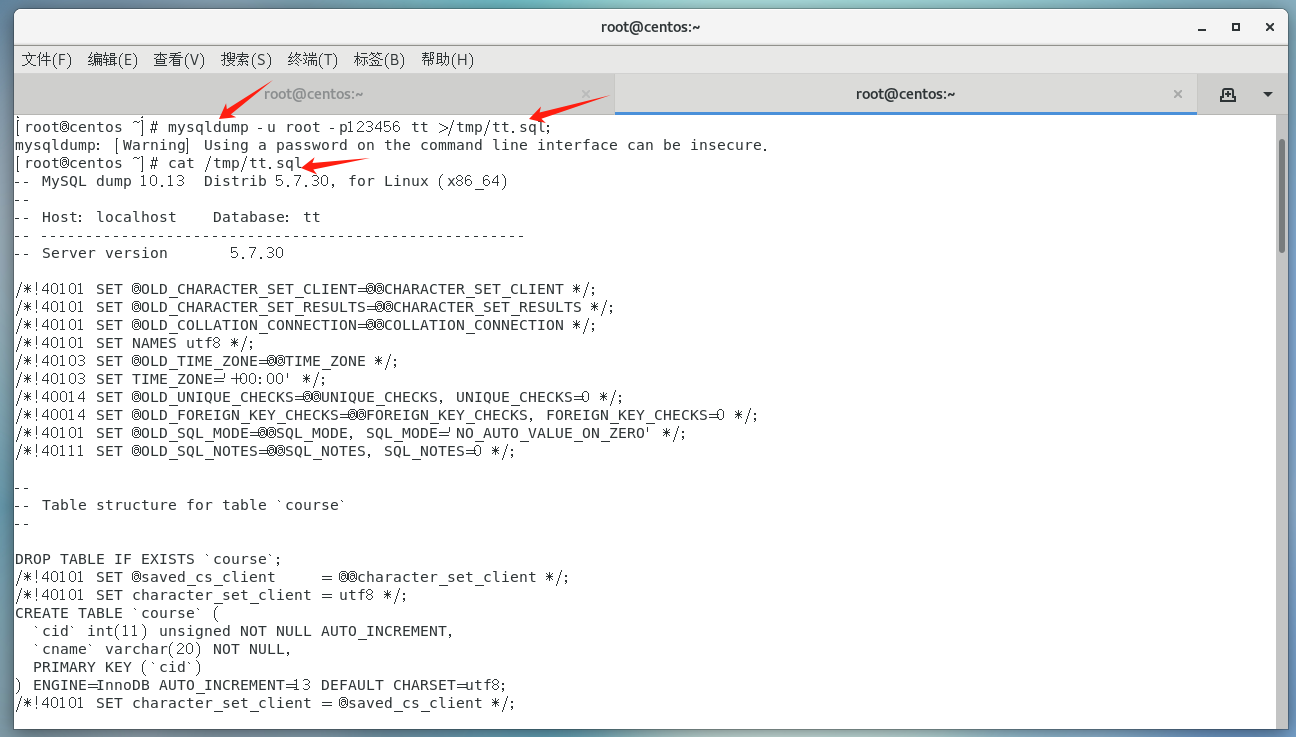 root@centos:~
文件(F) 编辑(E) 查看(V) 搜索(S) 终端(T) 标签(B) 帮助(H)
root@centos:~ root@centos:~
[root@centos ~]# mysqldump -u root -p123456 tt >/tmp/tt.sql;
mysqldump: [Warning] Using a password on the command line interface can be insecure.
[root@centos ~]# cat /tmp/tt.sql
-- MySQL dump 10.13  Distrib 5.7.30, for Linux (x86_64)
--
-- Host: localhost    Database: tt
-- ------------------------------------------------------
-- Server version       5.7.30
/*!40101 SET @OLD_CHARACTER_SET_CLIENT=@@CHARACTER_SET_CLIENT */;
/*!40101 SET @OLD_CHARACTER_SET_RESULTS=@@CHARACTER_SET_RESULTS */;
/*!40101 SET @OLD_COLLATION_CONNECTION=@@COLLATION_CONNECTION */;
/*!40101 SET NAMES utf8 */;
/*!40103 SET @OLD_TIME_ZONE=@@TIME_ZONE */;
/*!40103 SET TIME_ZONE='+00:00' */;
/*!40014 SET @OLD_UNIQUE_CHECKS=@@UNIQUE_CHECKS, UNIQUE_CHECKS=0 */;
/*!40014 SET @OLD_FOREIGN_KEY_CHECKS=@@FOREIGN_KEY_CHECKS, FOREIGN_KEY_CHECKS=0 */;
/*!40101 SET @OLD_SQL_MODE=@@SQL_MODE, SQL_MODE='NO_AUTO_VALUE_ON_ZERO' */;
/*!40111 SET @OLD_SQL_NOTES=@@SQL_NOTES, SQL_NOTES=0 */;
--
-- Table structure for table `course`
--
DROP TABLE IF EXISTS `course`;
/*!40101 SET @saved_cs_client     = @@character_set_client */;
/*!40101 SET character_set_client = utf8 */;
CREATE TABLE `course` (
  `cid` int(11) unsigned NOT NULL AUTO_INCREMENT,
  `cname` varchar(20) NOT NULL,
  PRIMARY KEY (`cid`)
) ENGINE=InnoDB AUTO_INCREMENT=13 DEFAULT CHARSET=utf8;
/*!40101 SET character_set_client = @saved_cs_client */;